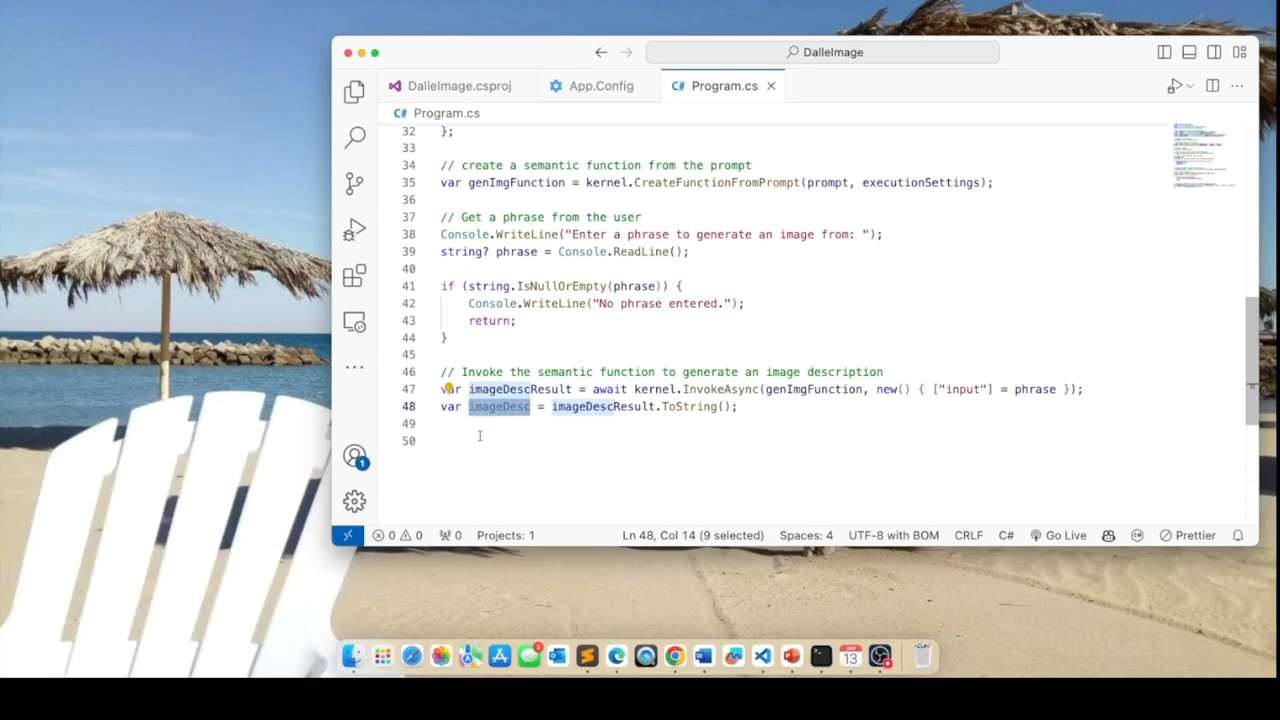 DalleImage
DalleImage.csproj
App.Config
C# Program.cs
C# Program.cs
32 };
33
34 // create a semantic function from the prompt
35 var genImgFunction = kernel.CreateFunctionFromPrompt(prompt, executionSettings);
36
37 // Get a phrase from the user
38 Console.WriteLine("Enter a phrase to generate an image from: ");
39 string? phrase = Console.ReadLine();
40
41 if (string.IsNullOrEmpty(phrase)) {
42 Console.WriteLine("No phrase entered.");
43 return;
44 }
45
46 // Invoke the semantic function to generate an image description
47 var imageDescResult = await kernel.InvokeAsync(genImgFunction, new() { ["input"] = phrase });
48 var imageDesc = imageDescResult.ToString();
49
50
1
0 0 0 Projects: 1 Ln 48, Col 14 (9 selected) Spaces: 4 UTF-8 with BOM CRLF C# Go Live Prettier
13